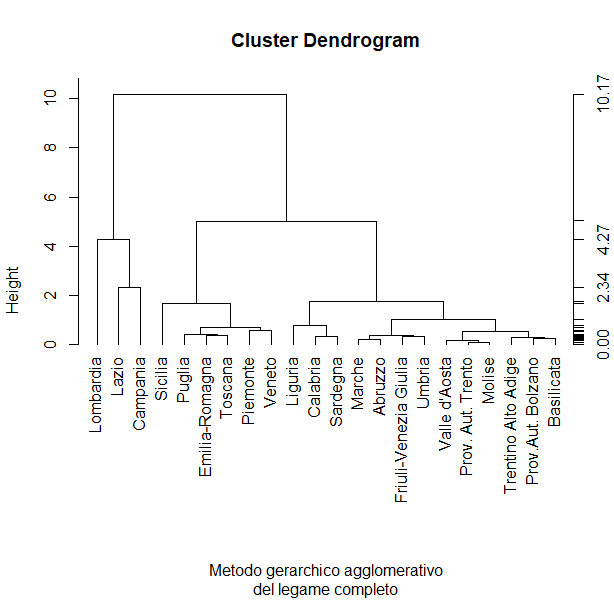 Cluster Dendrogram
Height
0
2
4
6
8
10
0.00
2.34
4.27
10.17
Lombardia
Lazio
Campania
Sicilia
Puglia
Emilia-Romagna
Toscana
Piemonte
Veneto
Liguria
Calabria
Sardegna
Marche
Abruzzo
Friuli-Venezia Giulia
Umbria
Valle d'Aosta
Prov. Aut. Trento
Molise
Trentino Alto Adige
Prov. Aut. Bolzano
Basilicata
Metodo gerarchico agglomerativo
del legame completo